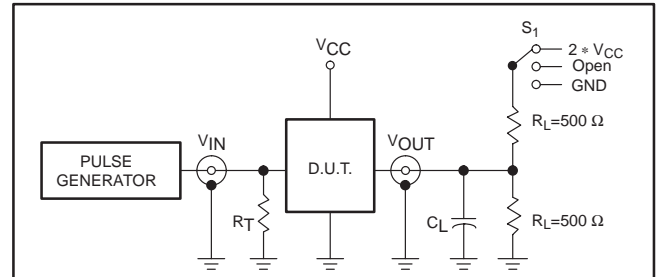 S1
2 * VCC
Open
GND
VCC
RL=500 Ω
VIN
VOUT
PULSE
GENERATOR
D.U.T.
RT
CL
RL=500 Ω